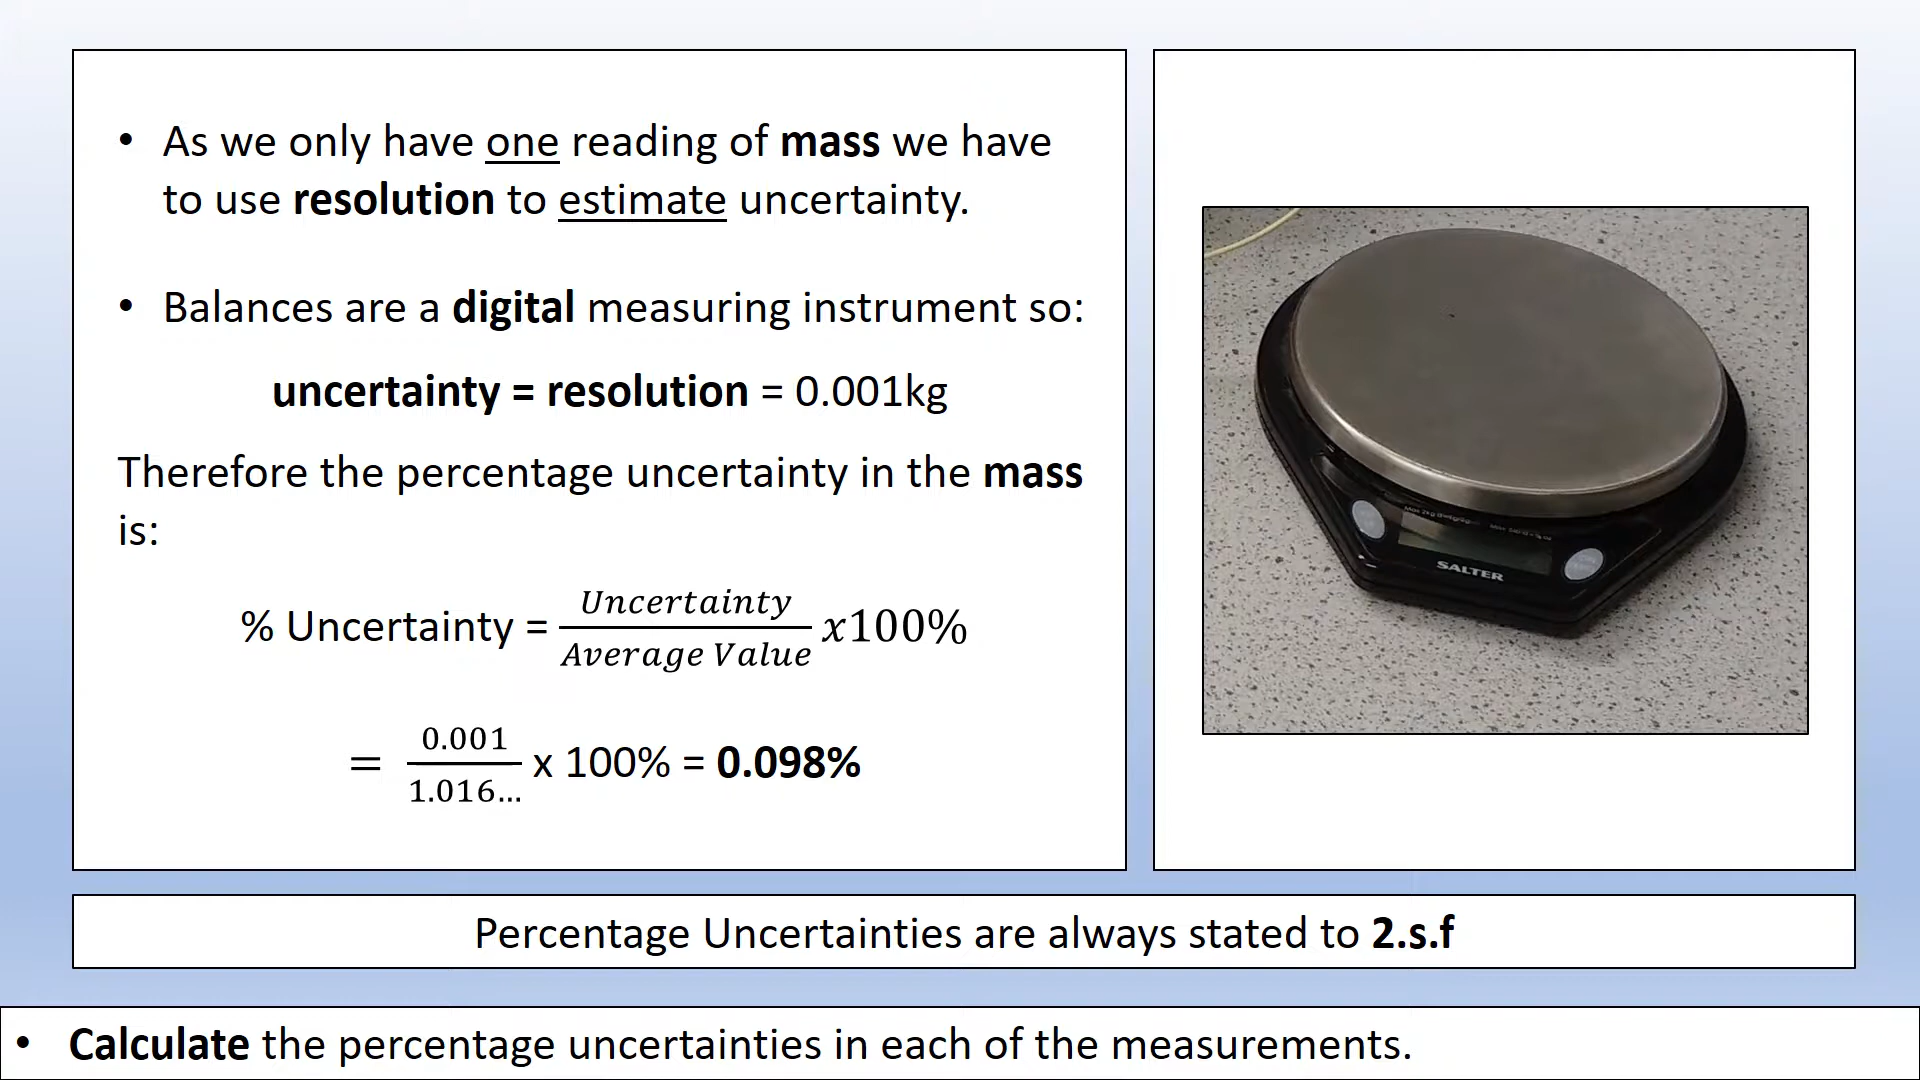 • As we only have one reading of mass we have
to use resolution to estimate uncertainty.
• Balances are a digital measuring instrument so:
uncertainty = resolution = 0.001kg
Therefore the percentage uncertainty in the mass
is:
% Uncertainty = Uncertainty/Average Value x100%
= 0.001/1.016... x 100% = 0.098%
SALTER
Percentage Uncertainties are always stated to 2.s.f
• Calculate the percentage uncertainties in each of the measurements.